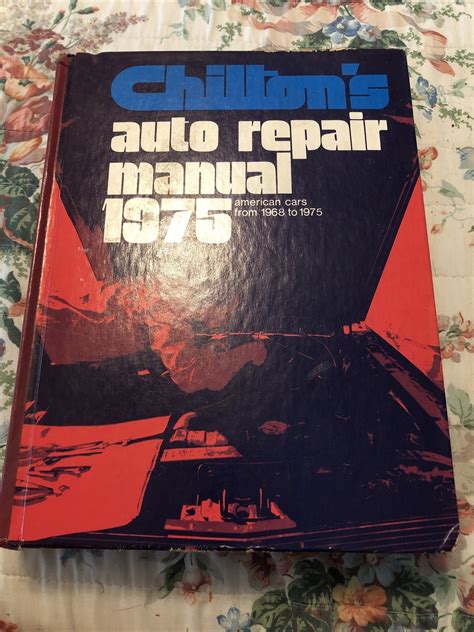 Chilton's
auto repair
manual
1975
american cars
from 1968 to 1975